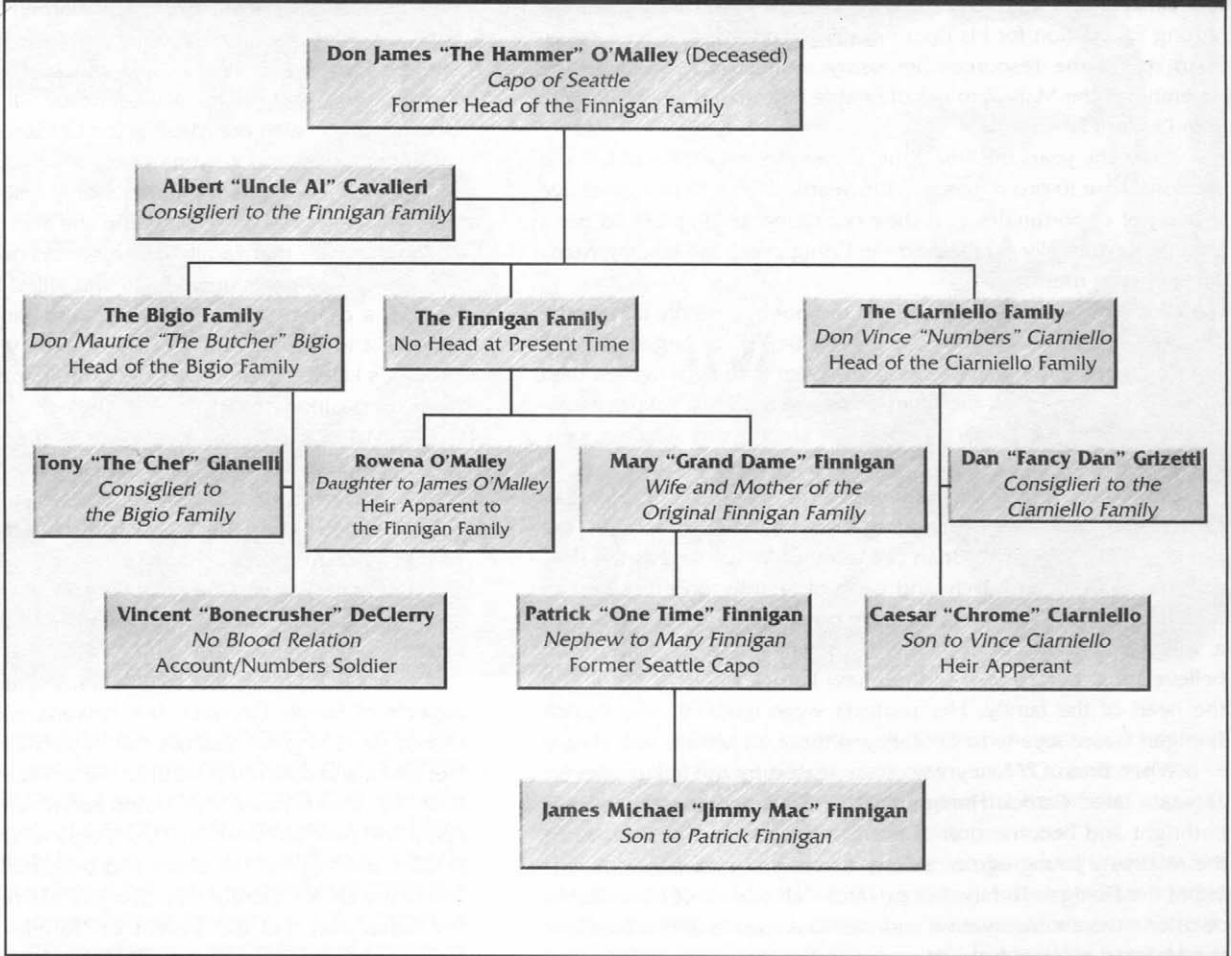 Don James “The Hammer” O’Malley (Deceased)
Capo of Seattle
Former Head of the Finnigan Family
Albert “Uncle Al” Cavalieri
Consiglieri to the Finnigan Family
The Bigio Family
Don Maurice “The Butcher” Bigio
Head of the Bigio Family
The Finnigan Family
No Head at Present Time
The Ciarniello Family
Don Vince “Numbers” Ciarniello
Head of the Ciarniello Family
Tony “The Chef” Gianelli
Consiglieri to
the Bigio Family
Rowena O’Malley
Daughter to James O’Malley
Heir Apparent to
the Finnigan Family
Mary “Grand Dame” Finnigan
Wife and Mother of the
Original Finnigan Family
Dan “Fancy Dan” Grizetti
Consiglieri to the
Ciarniello Family
Vincent “Bonecrusher” DeClerry
No Blood Relation
Account/Numbers Soldier
Patrick “One Time” Finnigan
Nephew to Mary Finnigan
Former Seattle Capo
Caesar “Chrome” Ciarniello
Son to Vince Ciarniello
Heir Apperant
James Michael “Jimmy Mac” Finnigan
Son to Patrick Finnigan